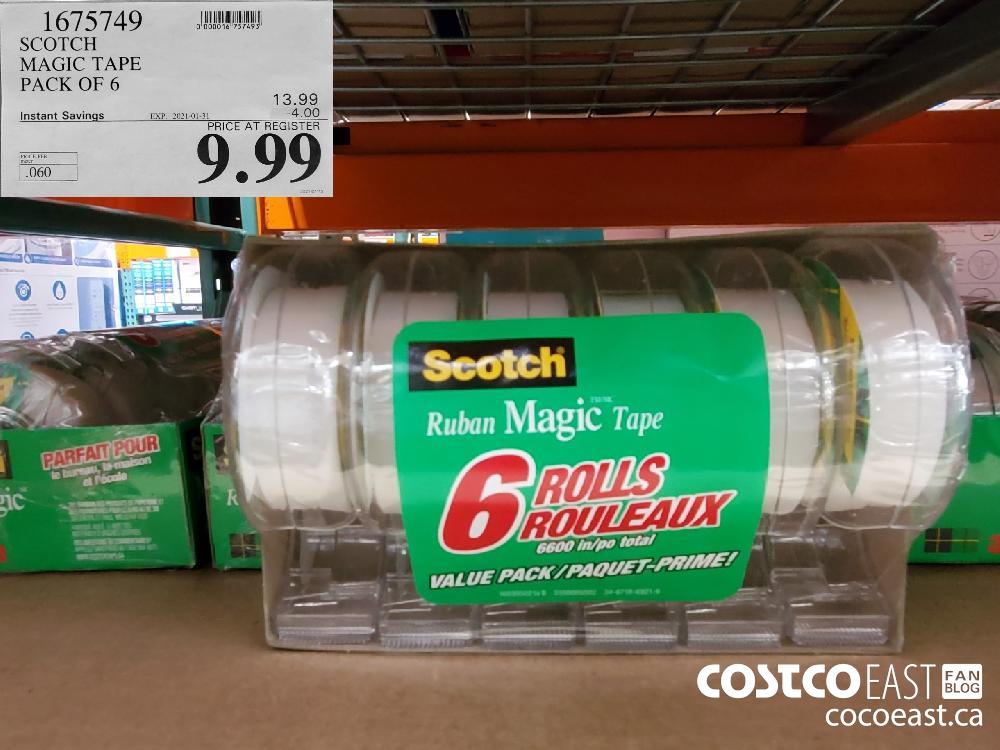 1675749
SCOTCH
MAGIC TAPE
PACK OF 6
13.99
Instant Savings EXP. 2021-01-31 -4.00
PRICE AT REGISTER
9.99
.060
Scotch
Ruban Magic Tape
6 ROLLS
ROULEAUX
6600 in/po total
VALUE PACK/PAQUET-PRIME!
PARFAIT POUR
le bureau, la maison
et l'école
gic
COSTCO EAST FAN BLOG
cocoeast.ca